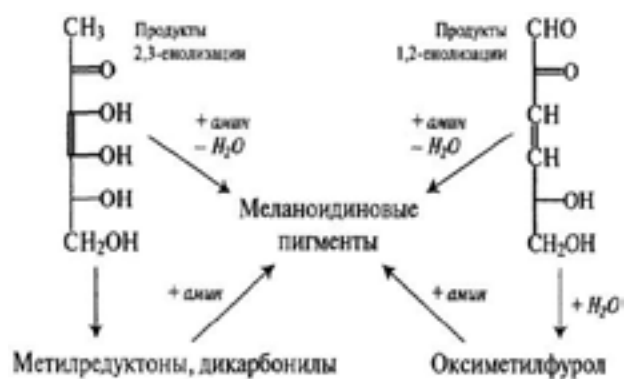 CH₃
Продукты
2,3-енолизации
Продукты
1,2-енолизации
CHO
O
O
OH
CH
+ амин
– H₂O
+ амин
– H₂O
OH
CH
OH
OH
Меланоидиновые
пигменты
CH₂OH
CH₂OH
+ амин
+ амин
+ H₂O
Метилредуктоны, дикарбонилы
Оксиметилфурол